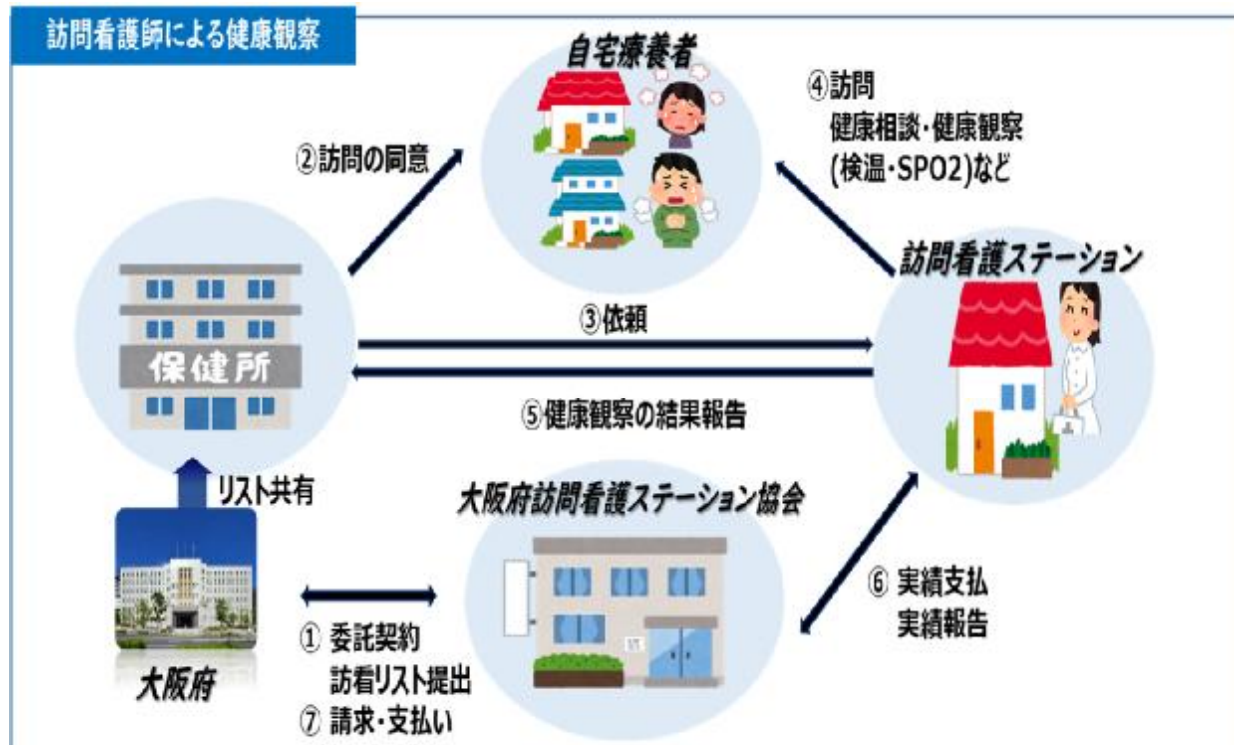 訪問看護師による健康観察
自宅療養者
④訪問
健康相談・健康観察
(検温・SPO2)など
②訪問の同意
訪問看護ステーション
③依頼
保健所
⑤健康観察の結果報告
リスト共有
大阪府訪問看護ステーション協会
⑥ 実績支払
実績報告
① 委託契約
訪看リスト提出
⑦ 請求・支払い
大阪府